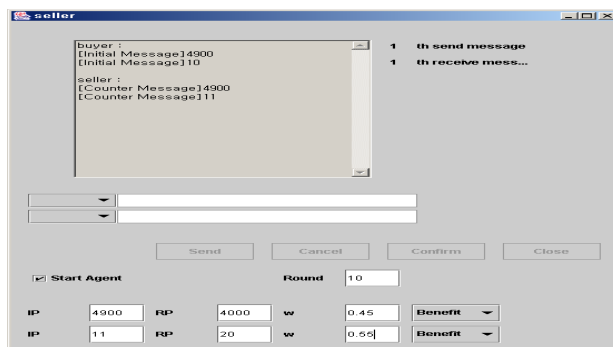 seller
buyer :
[Initial Message]4900
[Initial Message]10
seller :
[Counter Message]4900
[Counter Message]11
1 th send message
1 th receive mess...
Send Cancel Confirm Close
Start Agent Round 10
IP 4900 RP 4000 w 0.45 Benefit
IP 11 RP 20 w 0.55 Benefit